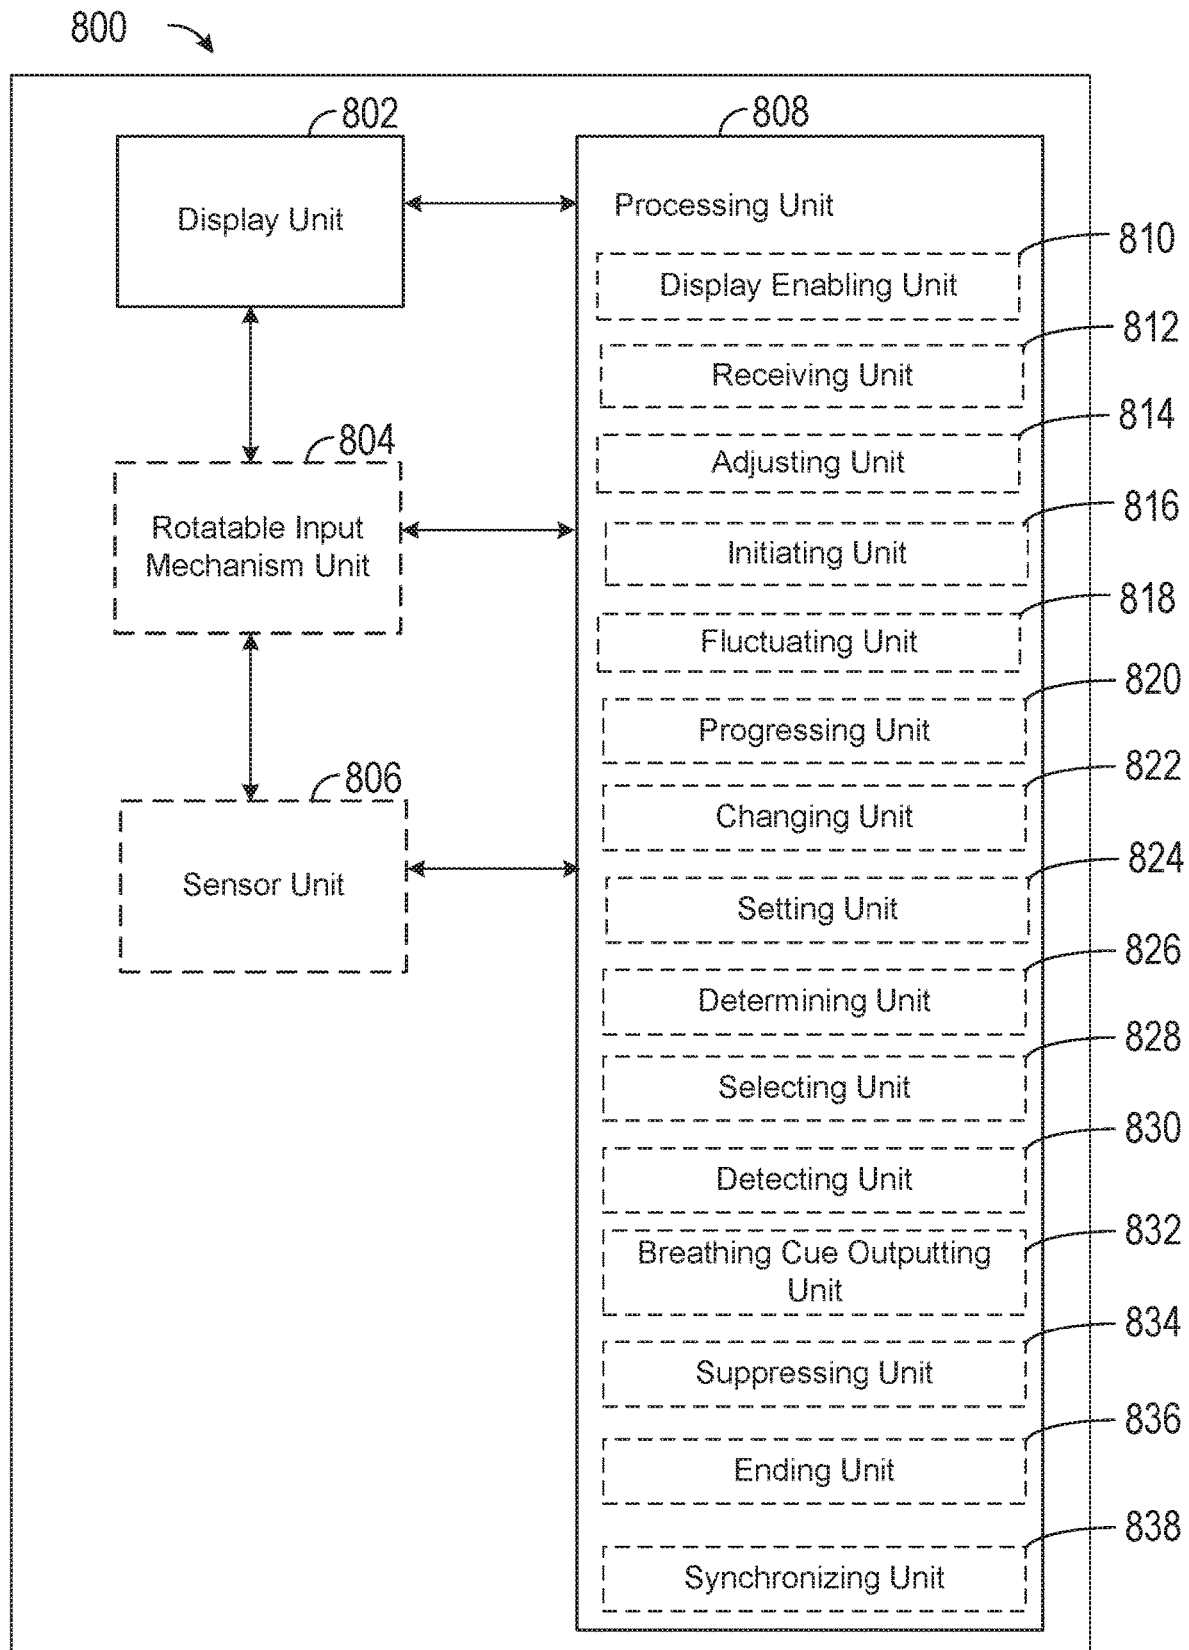 800
802
808
Display Unit
Processing Unit
810
Display Enabling Unit
812
Receiving Unit
814
Adjusting Unit
804
Rotatable Input
Mechanism Unit
816
Initiating Unit
818
Fluctuating Unit
820
Progressing Unit
806
Sensor Unit
822
Changing Unit
824
Setting Unit
826
Determining Unit
828
Selecting Unit
830
Detecting Unit
832
Breathing Cue Outputting
Unit
834
Suppressing Unit
836
Ending Unit
838
Synchronizing Unit